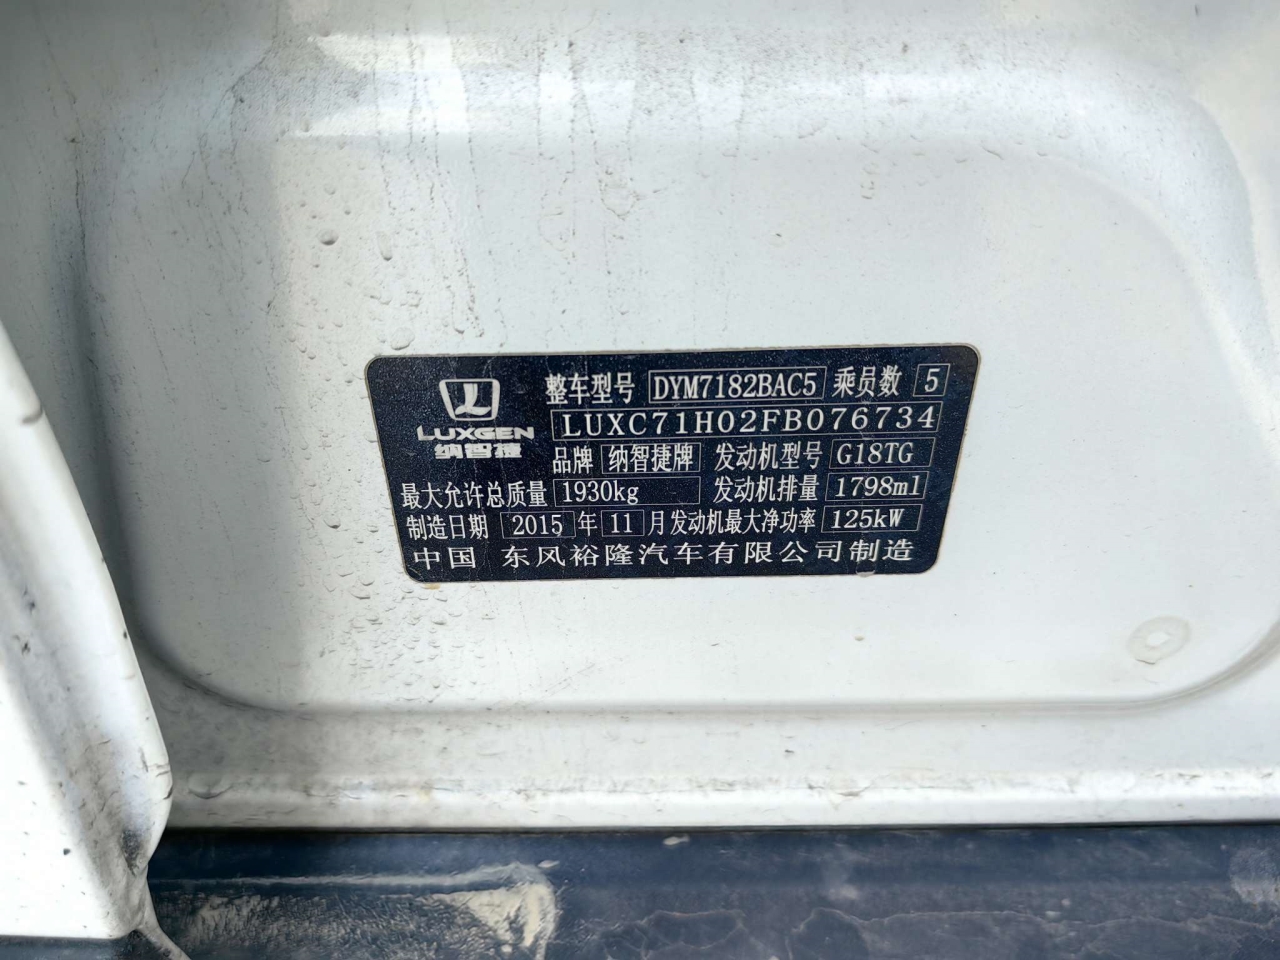 整车型号 DYM7182BAC5 乘员数 5
LUXGEN LUXC71H02FB076734
纳智捷 品牌 纳智捷牌 发动机型号 G18TG
最大允许总质量 1930kg 发动机排量 1798ml
制造日期 2015 年 11 月 发动机最大净功率 125kW
中国 东风裕隆汽车有限公司制造